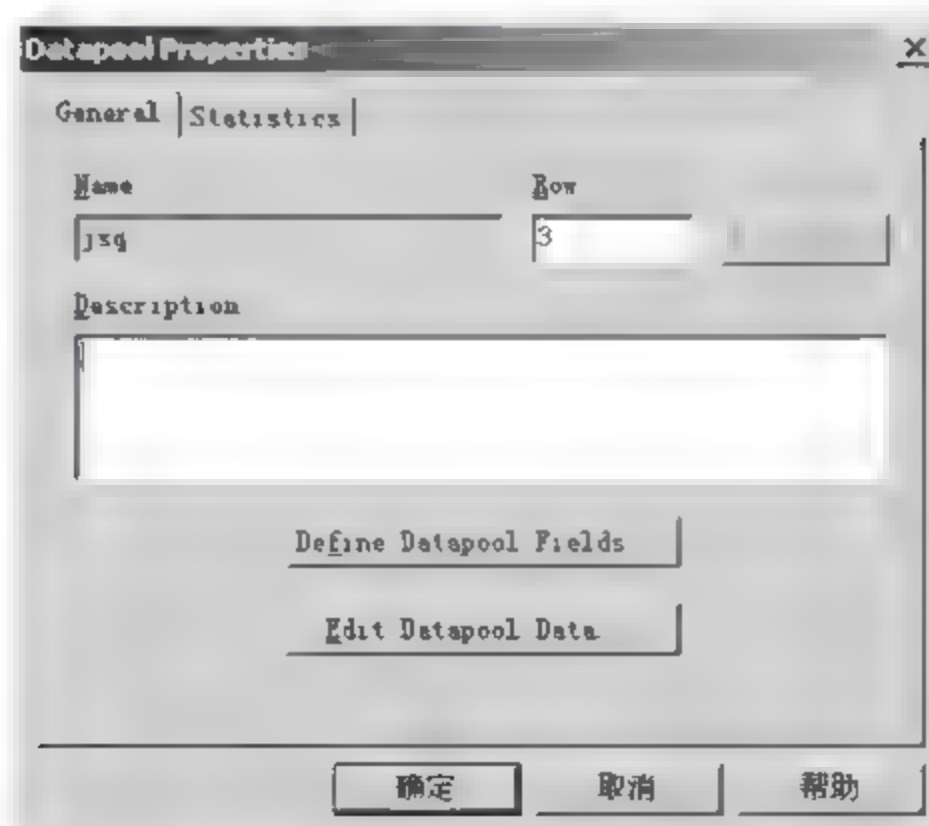 Datapool Properties
General Statistics
Name Row
jsq 3
Description
Define Datapool Fields
Edit Datapool Data
确定 取消 帮助